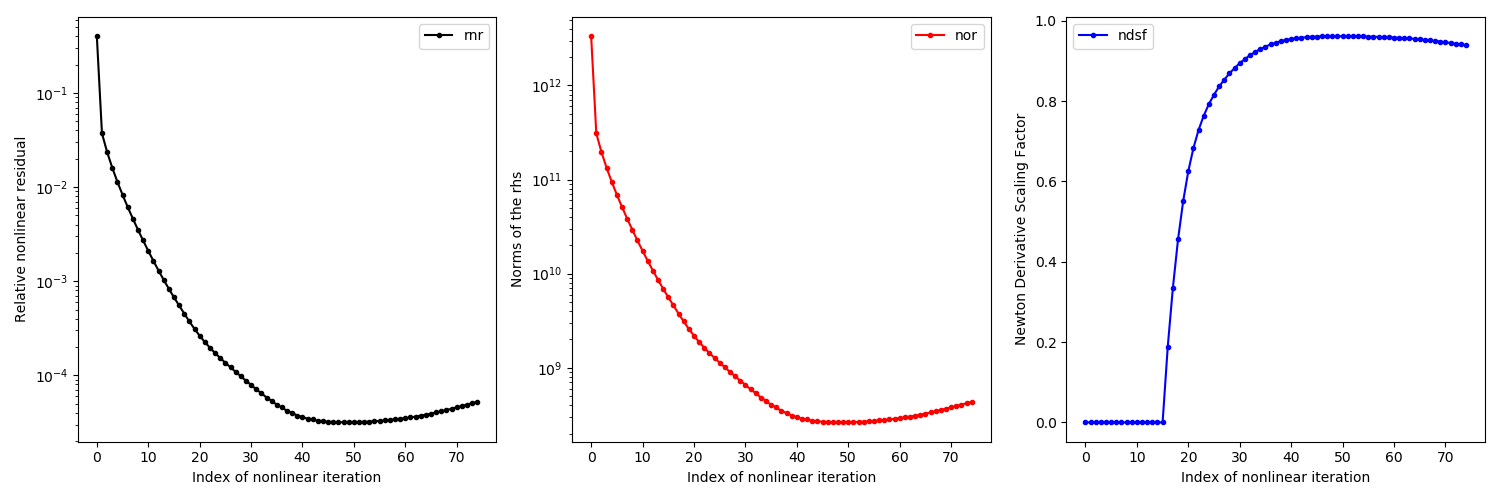 Relative nonlinear residual
10⁻¹
10⁻²
10⁻³
10⁻⁴
rnr
0 10 20 30 40 50 60 70
Index of nonlinear iteration
Norms of the rhs
10¹²
10¹¹
10¹⁰
10⁹
nor
0 10 20 30 40 50 60 70
Index of nonlinear iteration
Newton Derivative Scaling Factor
1.0
0.8
0.6
0.4
0.2
0.0
ndsf
0 10 20 30 40 50 60 70
Index of nonlinear iteration